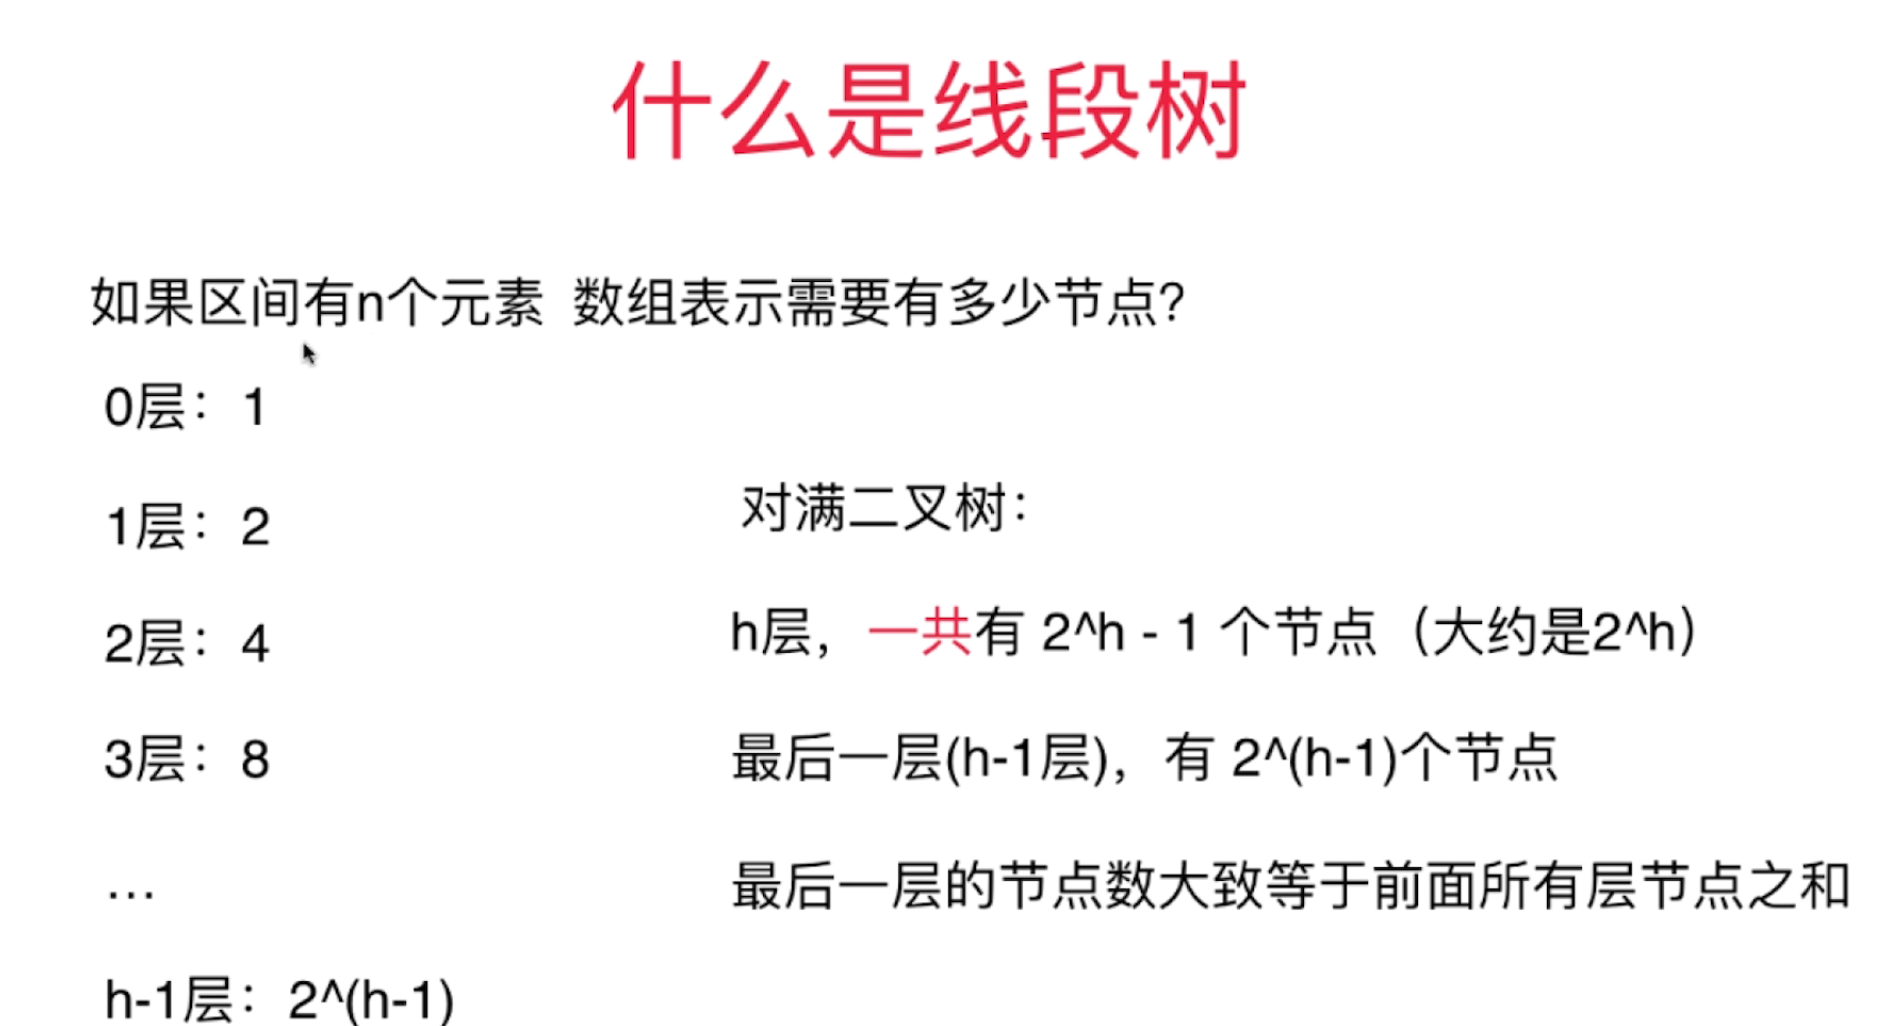 什么是线段树
如果区间有n个元素 数组表示需要有多少节点?
0层：1
1层：2
2层：4
3层：8
…
h-1层：2^(h-1)
对满二叉树：
h层，一共有 2^h - 1 个节点（大约是2^h）
最后一层(h-1层)，有 2^(h-1)个节点
最后一层的节点数大致等于前面所有层节点之和